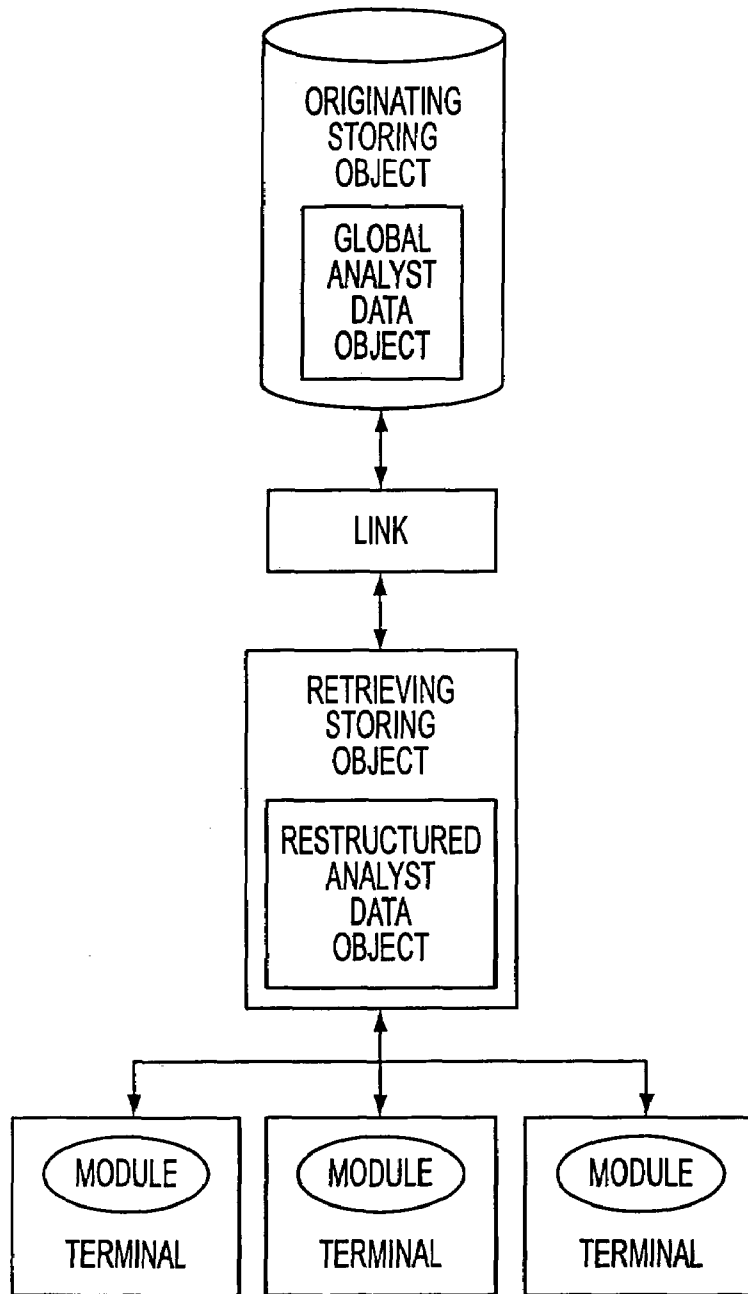 ORIGINATING
STORING
OBJECT
GLOBAL
ANALYST
DATA
OBJECT
LINK
RETRIEVING
STORING
OBJECT
RESTRUCTURED
ANALYST
DATA
OBJECT
MODULE
TERMINAL
MODULE
TERMINAL
MODULE
TERMINAL